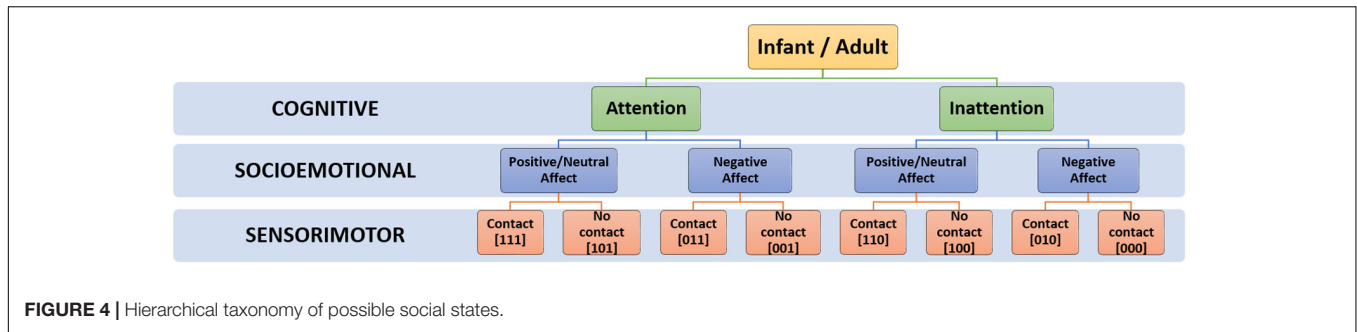 Infant / Adult
COGNITIVE
Attention
Inattention
SOCIOEMOTIONAL
Positive/Neutral
Affect
Negative
Affect
Positive/Neutral
Affect
Negative
Affect
SENSORIMOTOR
Contact
[111]
No
contact
[101]
Contact
[011]
No
contact
[001]
Contact
[110]
No
contact
[100]
Contact
[010]
No
contact
[000]
FIGURE 4 | Hierarchical taxonomy of possible social states.